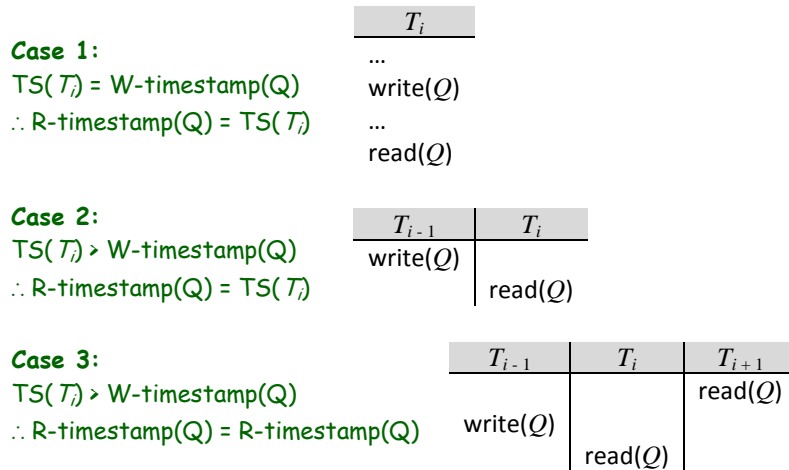 Case 1:
TS( Ti) = W-timestamp(Q)
∴ R-timestamp(Q) = TS( Ti)
Ti
...
write(Q)
...
read(Q)
Case 2:
TS( Ti) > W-timestamp(Q)
∴ R-timestamp(Q) = TS( Ti)
Ti - 1 Ti
write(Q)
read(Q)
Case 3:
TS( Ti) > W-timestamp(Q)
∴ R-timestamp(Q) = R-timestamp(Q)
Ti - 1 Ti Ti + 1
read(Q)
write(Q)
read(Q)